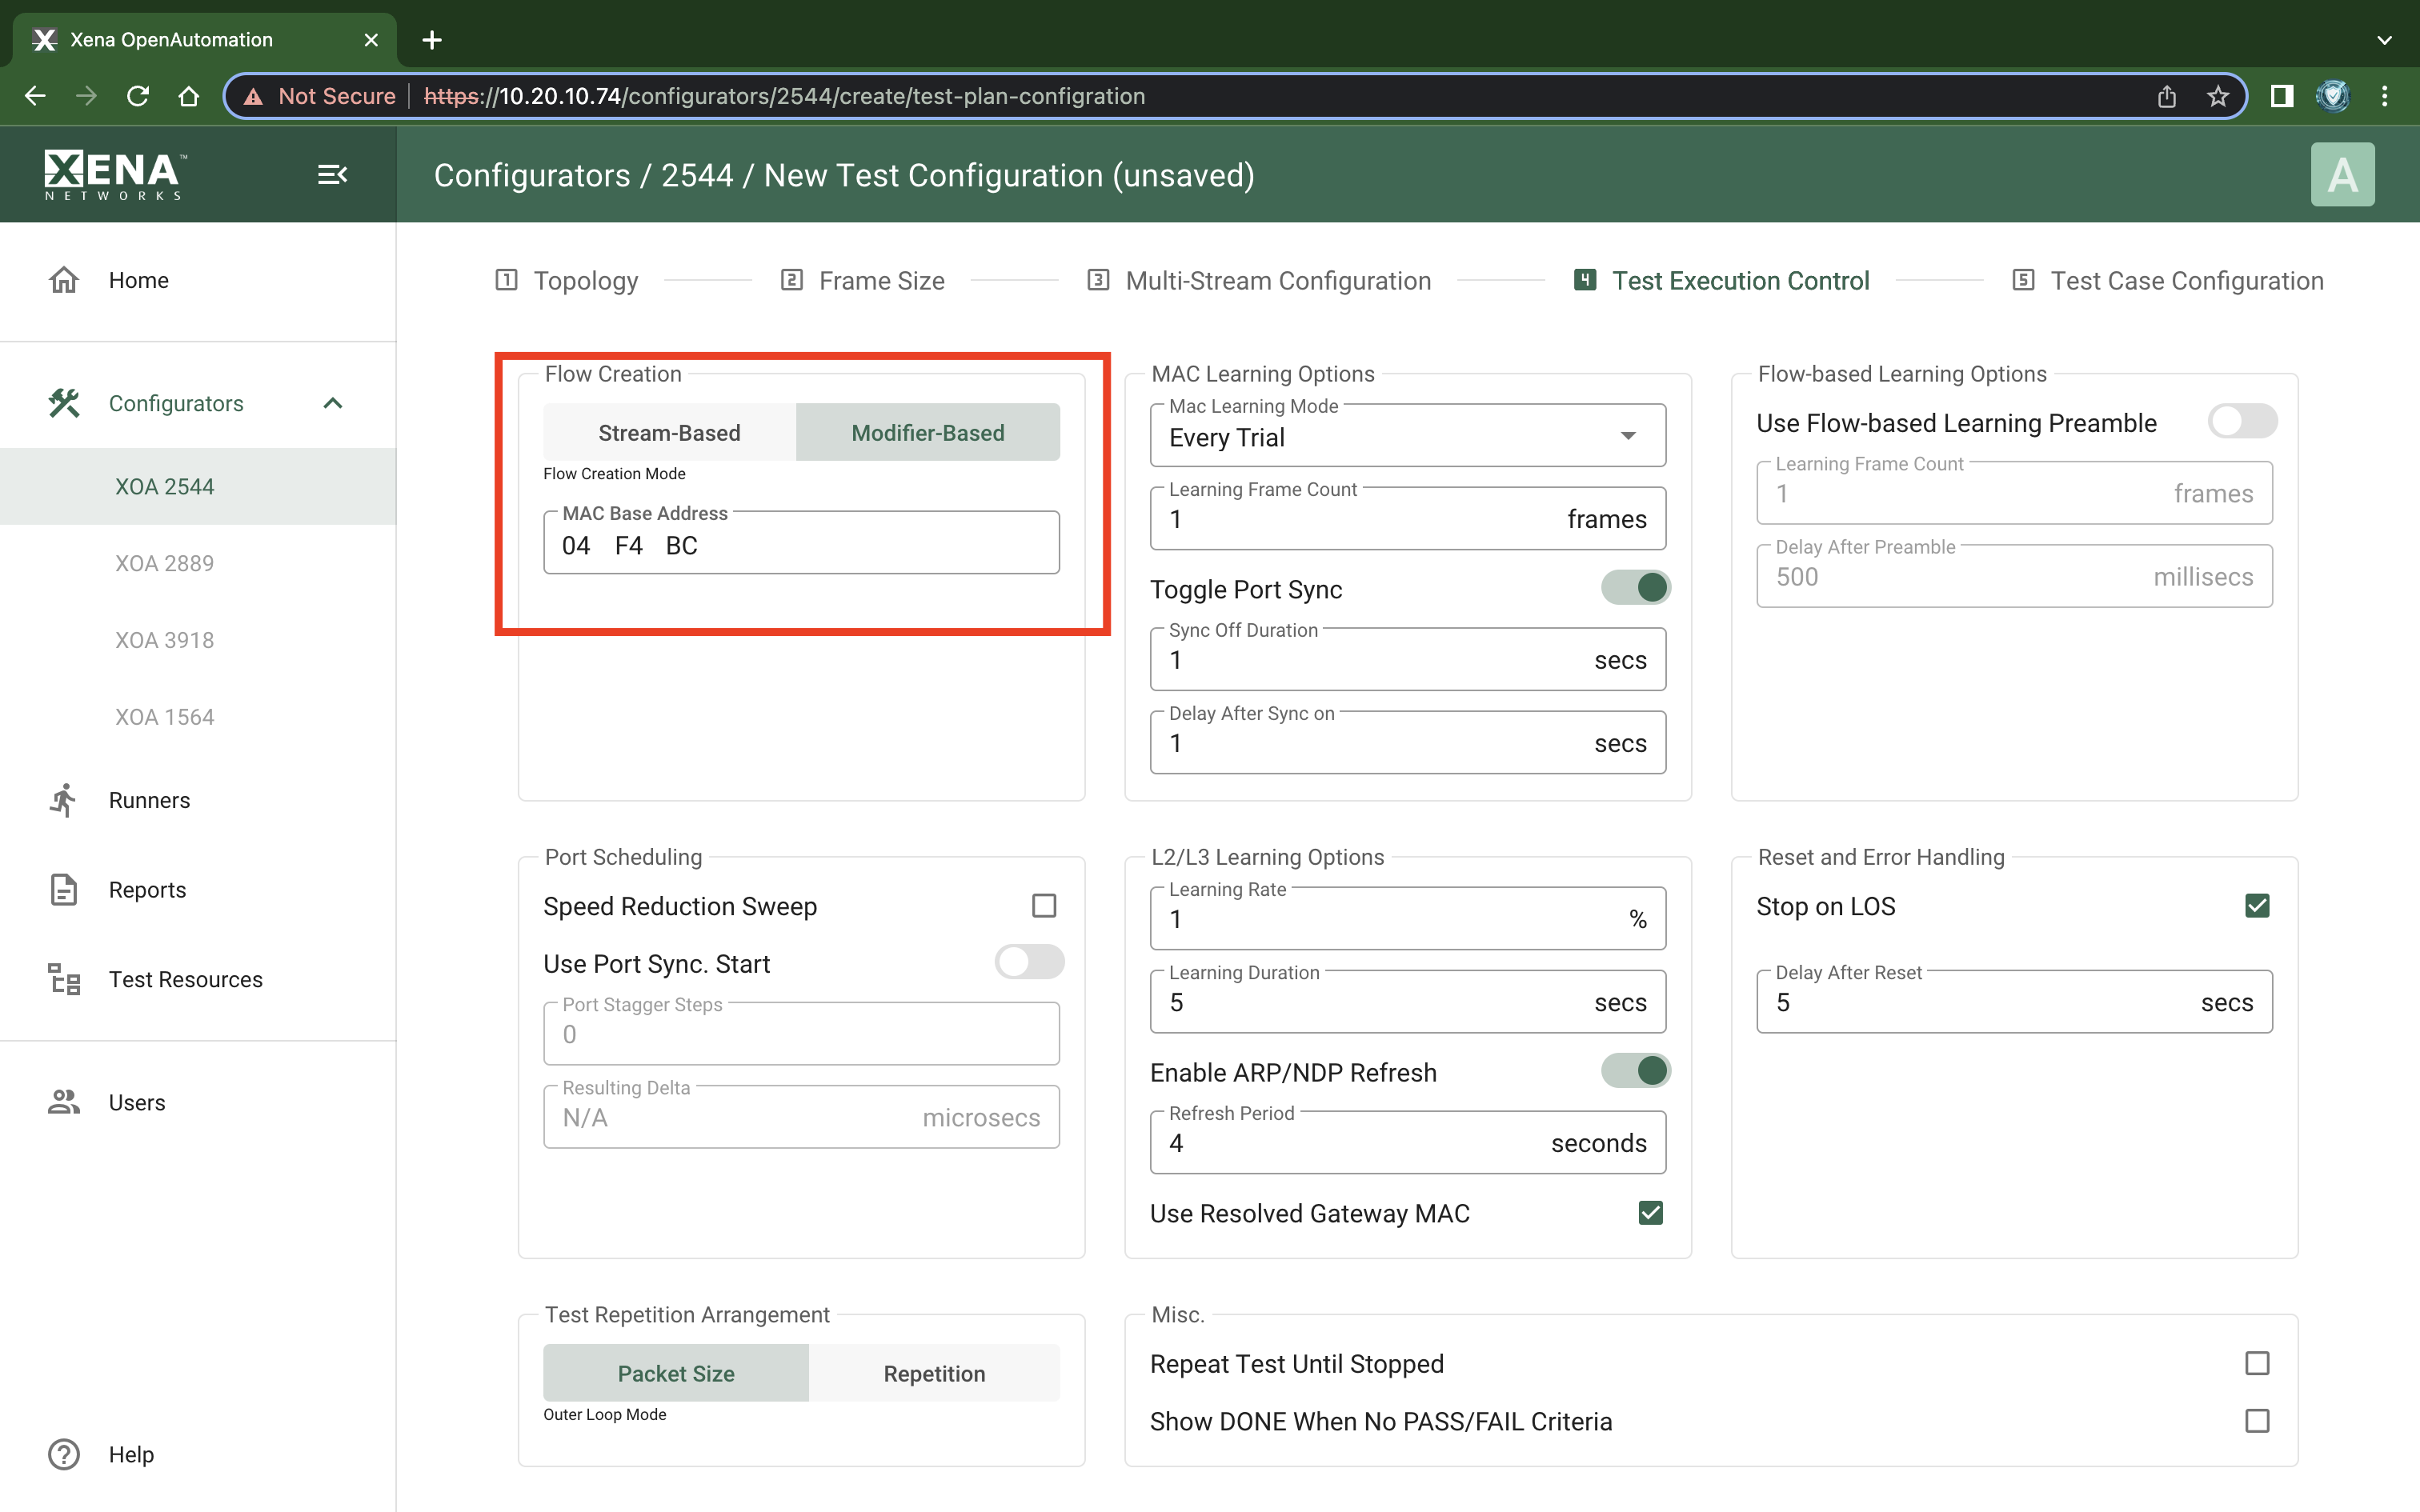 Xena OpenAutomation
Not Secure
https://10.20.10.74/configurators/2544/create/test-plan-configration
XENA™
NETWORKS
Configurators / 2544 / New Test Configuration (unsaved)
A
Home
Configurators
XOA 2544
XOA 2889
XOA 3918
XOA 1564
Runners
Reports
Test Resources
Users
Help
1 Topology
2 Frame Size
3 Multi-Stream Configuration
4 Test Execution Control
5 Test Case Configuration
Flow Creation
Stream-Based
Modifier-Based
Flow Creation Mode
MAC Base Address
04 F4 BC
MAC Learning Options
Mac Learning Mode
Every Trial
Learning Frame Count
1 frames
Toggle Port Sync
Sync Off Duration
1 secs
Delay After Sync on
1 secs
Flow-based Learning Options
Use Flow-based Learning Preamble
Learning Frame Count
1 frames
Delay After Preamble
500 millisecs
Port Scheduling
Speed Reduction Sweep
Use Port Sync. Start
Port Stagger Steps
0
Resulting Delta
N/A microsecs
L2/L3 Learning Options
Learning Rate
1 %
Learning Duration
5 secs
Enable ARP/NDP Refresh
Refresh Period
4 seconds
Use Resolved Gateway MAC
Reset and Error Handling
Stop on LOS
Delay After Reset
5 secs
Test Repetition Arrangement
Packet Size
Repetition
Outer Loop Mode
Misc.
Repeat Test Until Stopped
Show DONE When No PASS/FAIL Criteria